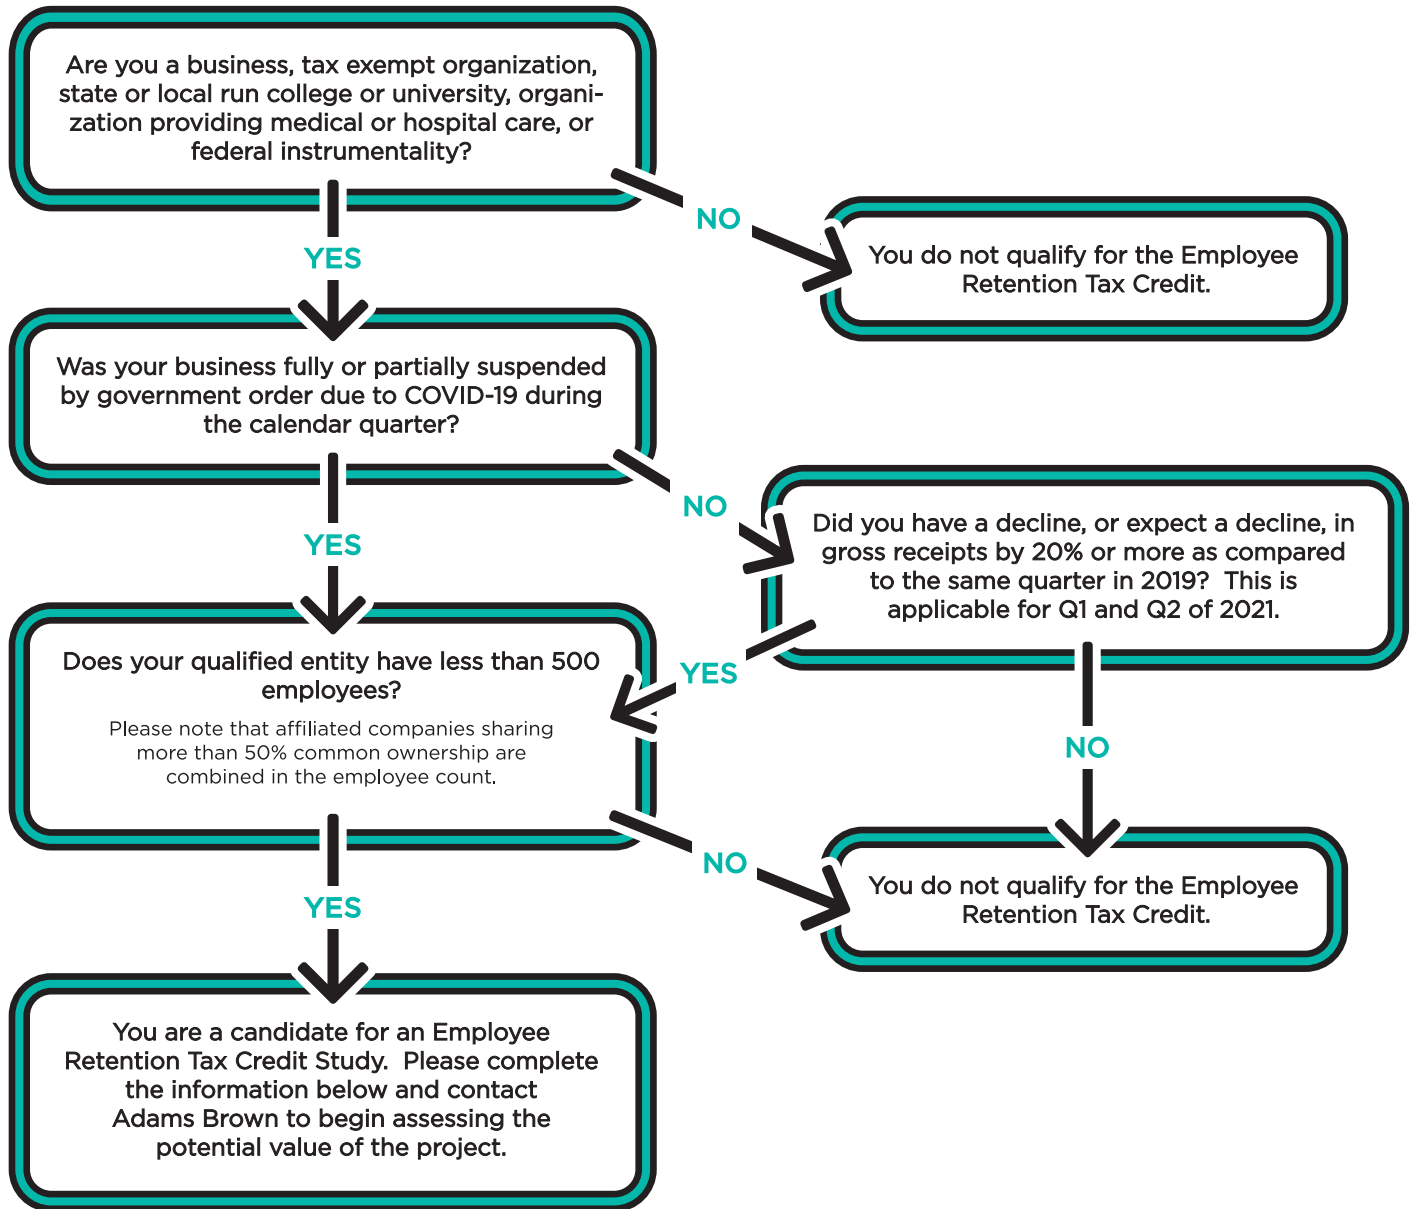 Are you a business, tax exempt organization,
state or local run college or university, organi-
zation providing medical or hospital care, or
federal instrumentality?
NO
YES
You do not qualify for the Employee
Retention Tax Credit.
Was your business fully or partially suspended
by government order due to COVID-19 during
the calendar quarter?
NO
YES
Did you have a decline, or expect a decline, in
gross receipts by 20% or more as compared
to the same quarter in 2019?  This is
applicable for Q1 and Q2 of 2021.
YES
NO
Does your qualified entity have less than 500
employees?
Please note that affiliated companies sharing
more than 50% common ownership are
combined in the employee count.
NO
YES
You do not qualify for the Employee
Retention Tax Credit.
You are a candidate for an Employee
Retention Tax Credit Study.  Please complete
the information below and contact
Adams Brown to begin assessing the
potential value of the project.